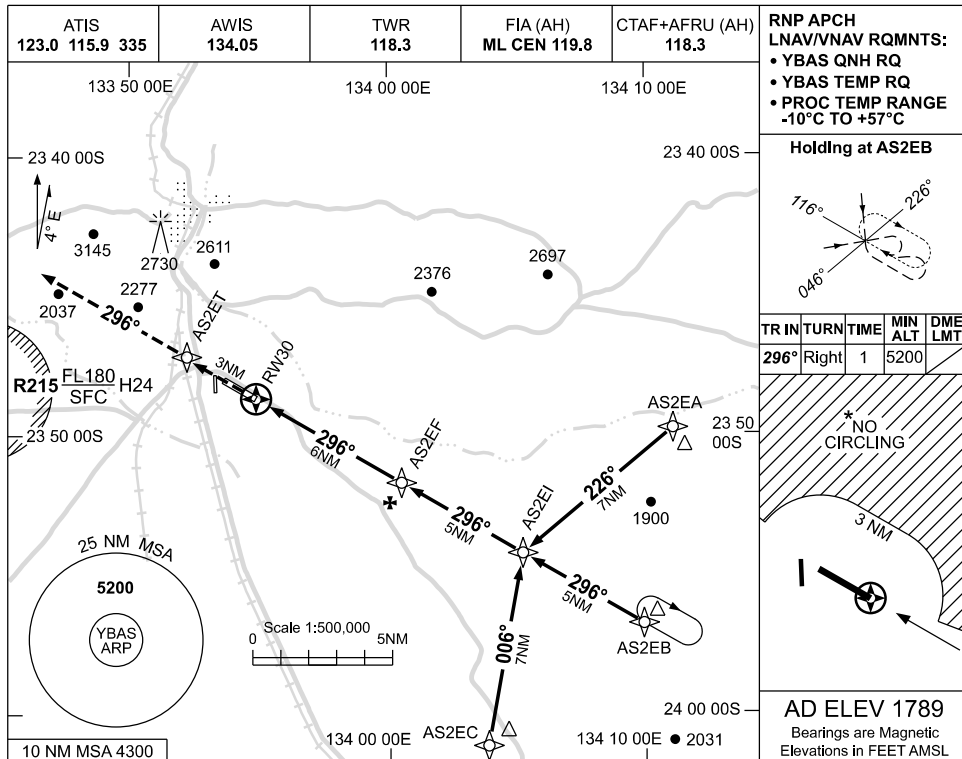 ATIS
123.0 115.9 335
AWIS
134.05
TWR
118.3
FIA (AH)
ML CEN 119.8
CTAF+AFRU (AH)
118.3
RNP APCH
LNAV/VNAV RQMNTS:
• YBAS QNH RQ
• YBAS TEMP RQ
• PROC TEMP RANGE
-10°C TO +57°C
133 50 00E
134 00 00E
134 10 00E
23 40 00S
23 40 00S
4° E
3145
2730
2611
2037
2277
2376
2697
296°
AS2ET
3NM
RW30
R215 FL180 H24
SFC
23 50 00S
296°
6NM
AS2EF
296°
5NM
AS2EI
AS2EA
23 50
00S
226°
7NM
1900
296°
5NM
AS2EB
006°
7NM
AS2EC
25 NM MSA
5200
YBAS
ARP
Scale 1:500,000
0
5NM
24 00 00S
134 00 00E
134 10 00E
2031
10 NM MSA 4300
Holding at AS2EB
116°
226°
046°
TR IN
TURN
TIME
MIN
ALT
DME
LMT
296°
Right
1
5200
*NO
CIRCLING
3 NM
AD ELEV 1789
Bearings are Magnetic
Elevations in FEET AMSL